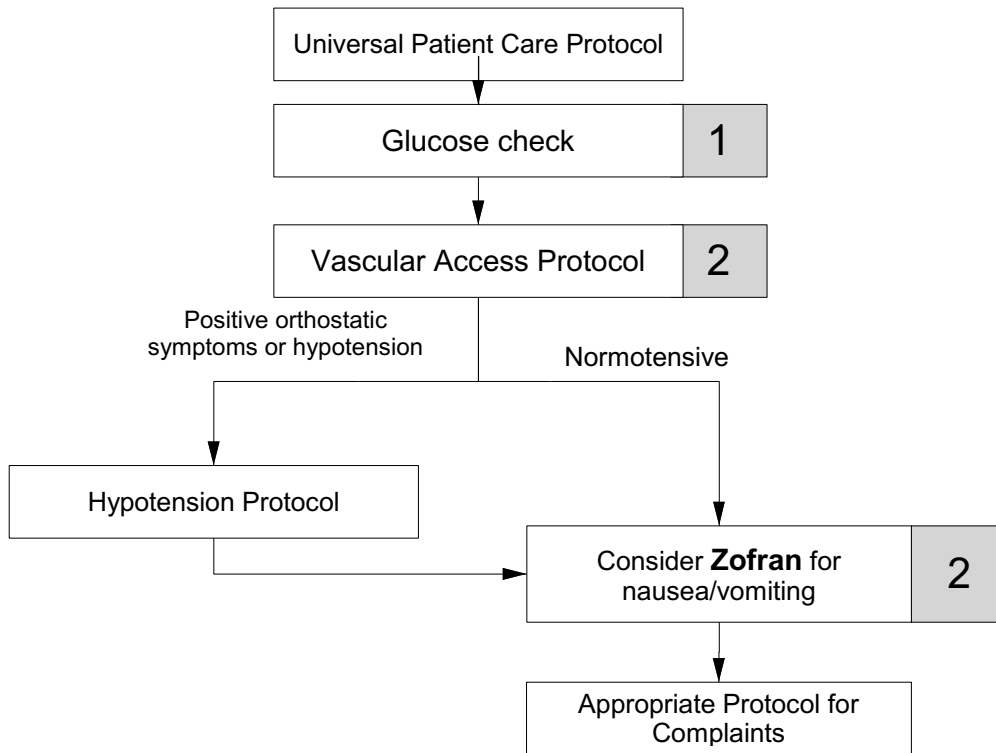 Universal Patient Care Protocol
Glucose check
1
Vascular Access Protocol
2
Positive orthostatic
symptoms or hypotension
Normotensive
Hypotension Protocol
Consider Zofran for
nausea/vomiting
2
Appropriate Protocol for
Complaints